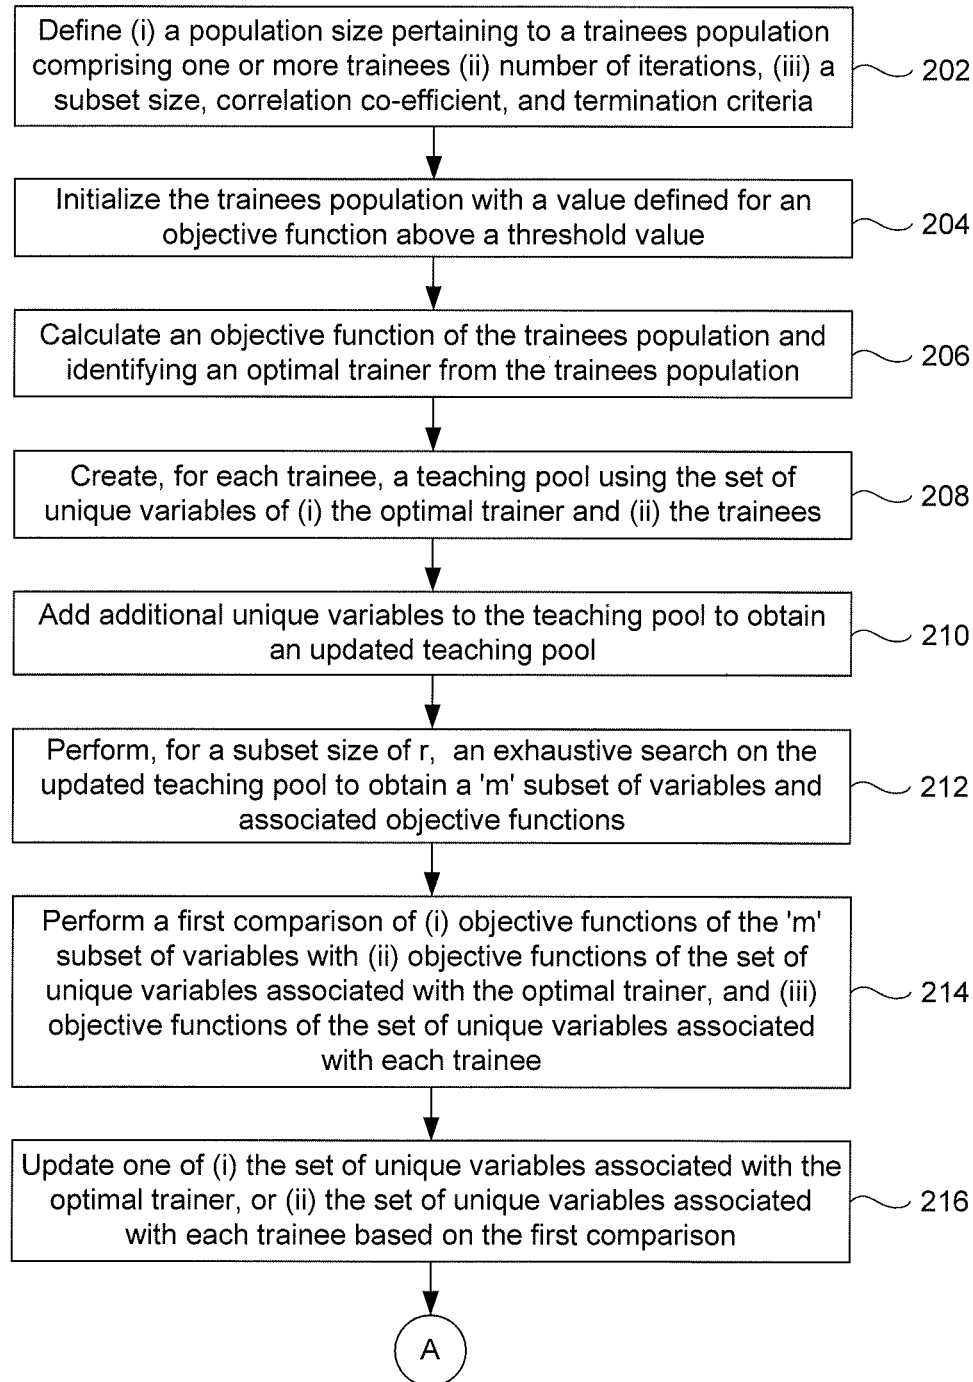 Define (i) a population size pertaining to a trainees population
comprising one or more trainees (ii) number of iterations, (iii) a
subset size, correlation co-efficient, and termination criteria
202
Initialize the trainees population with a value defined for an
objective function above a threshold value
204
Calculate an objective function of the trainees population and
identifying an optimal trainer from the trainees population
206
Create, for each trainee, a teaching pool using the set of
unique variables of (i) the optimal trainer and (ii) the trainees
208
Add additional unique variables to the teaching pool to obtain
an updated teaching pool
210
Perform, for a subset size of r, an exhaustive search on the
updated teaching pool to obtain a 'm' subset of variables and
associated objective functions
212
Perform a first comparison of (i) objective functions of the 'm'
subset of variables with (ii) objective functions of the set of
unique variables associated with the optimal trainer, and (iii)
objective functions of the set of unique variables associated
with each trainee
214
Update one of (i) the set of unique variables associated with the
optimal trainer, or (ii) the set of unique variables associated
with each trainee based on the first comparison
216
A